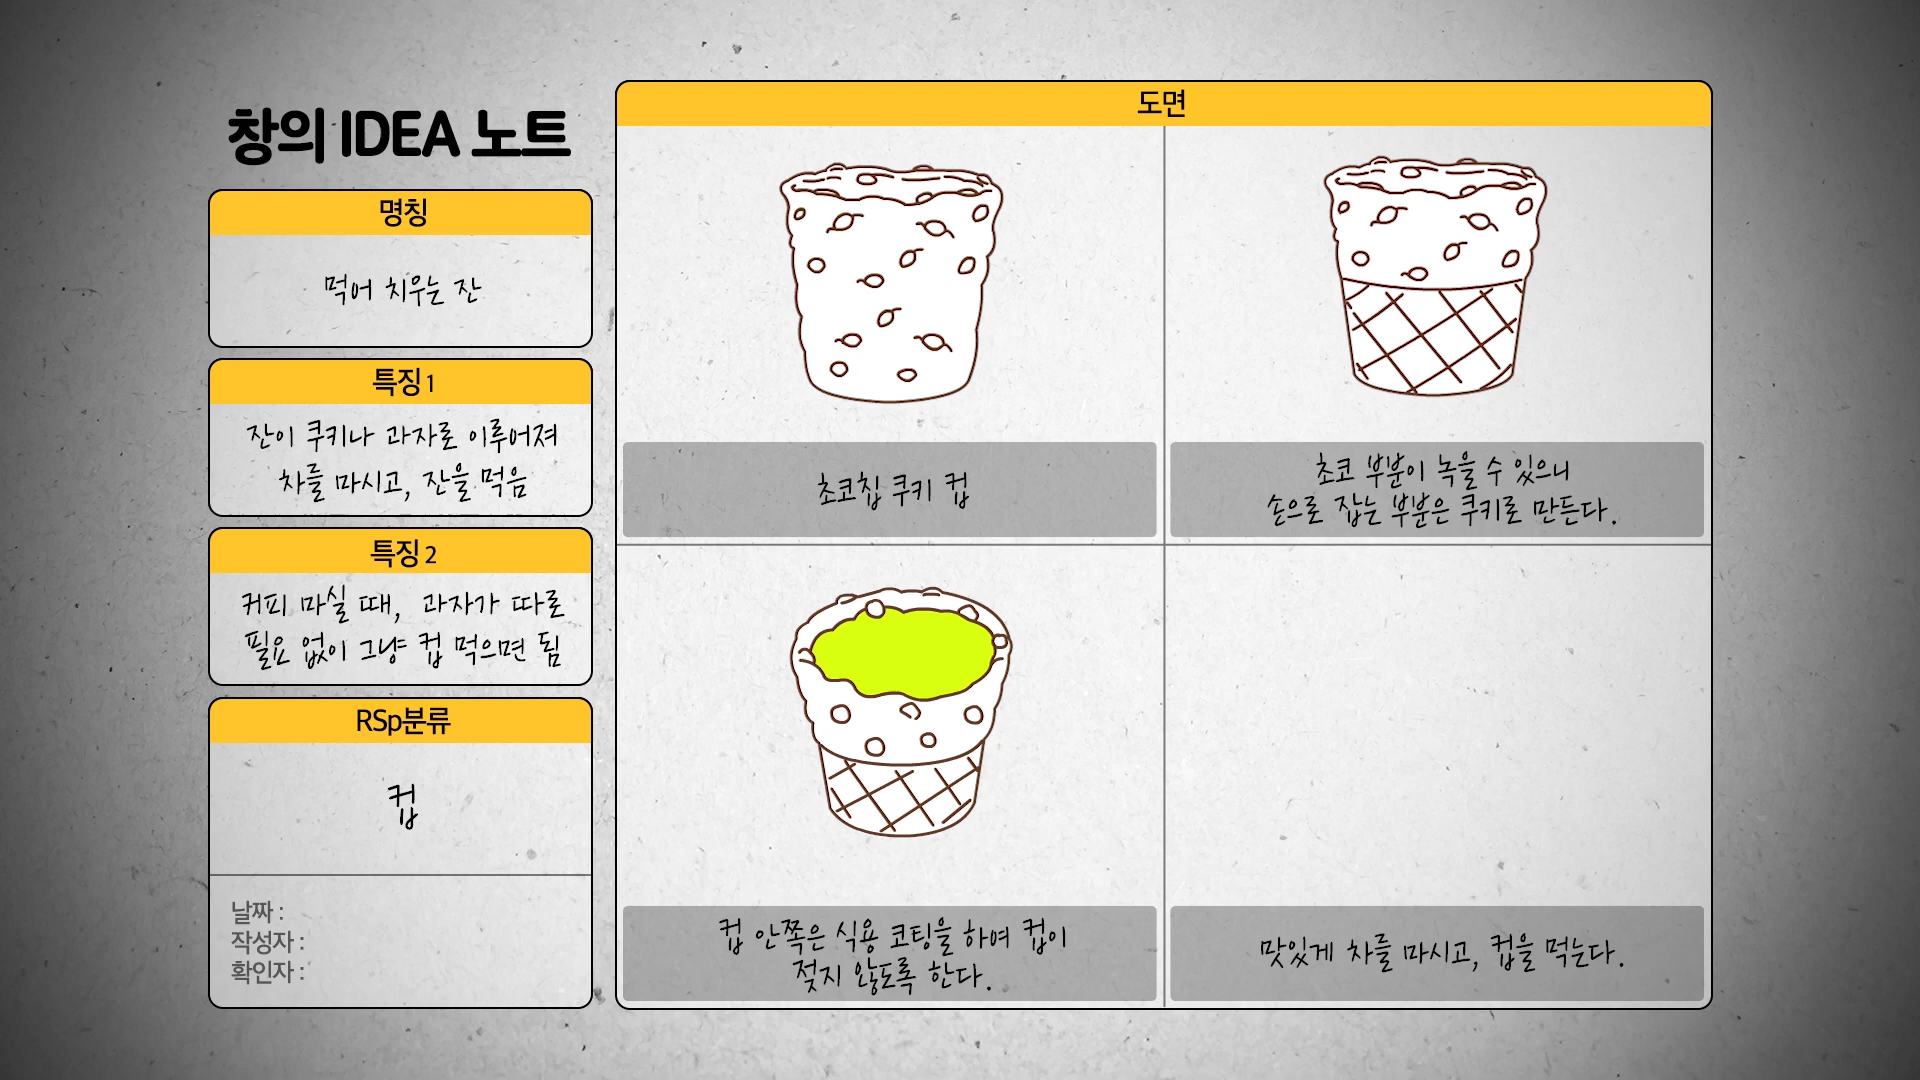 창의 IDEA 노트
명칭
먹어 치우는 잔
특징 1
잔이 쿠키나 과자로 이루어져
차를 마시고, 잔을 먹음
특징 2
커피 마실 때, 과자가 따로
필요 없이 그냥 컵 먹으면 됨
RSp분류
컵
날짜 :
작성자 :
확인자 :
도면
초코칩 쿠키 컵
초코 부분이 녹을 수 있으니
손으로 잡는 부분은 쿠키로 만든다.
컵 안쪽은 식용 코팅을 하여 컵이
젖지 않도록 한다.
맛있게 차를 마시고, 컵을 먹는다.